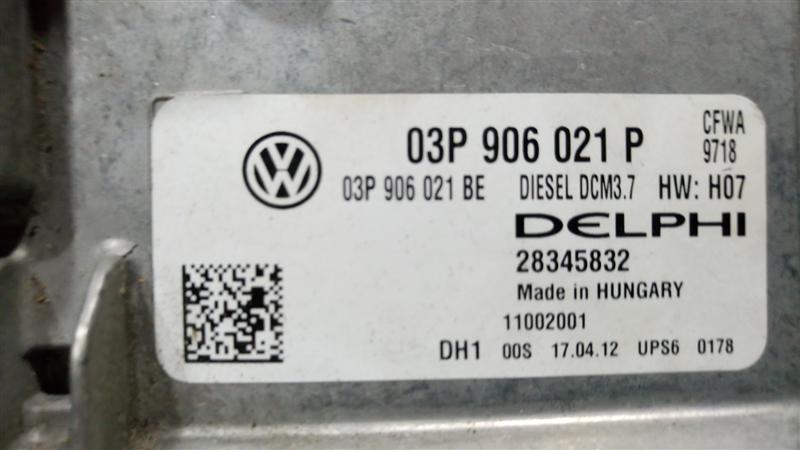 VW
03P 906 021 P
CFWA
9718
03P 906 021 BE DIESEL DCM3.7 HW: H07
DELPHI
28345832
Made in HUNGARY
11002001
DH1 00S 17.04.12 UPS6 0178